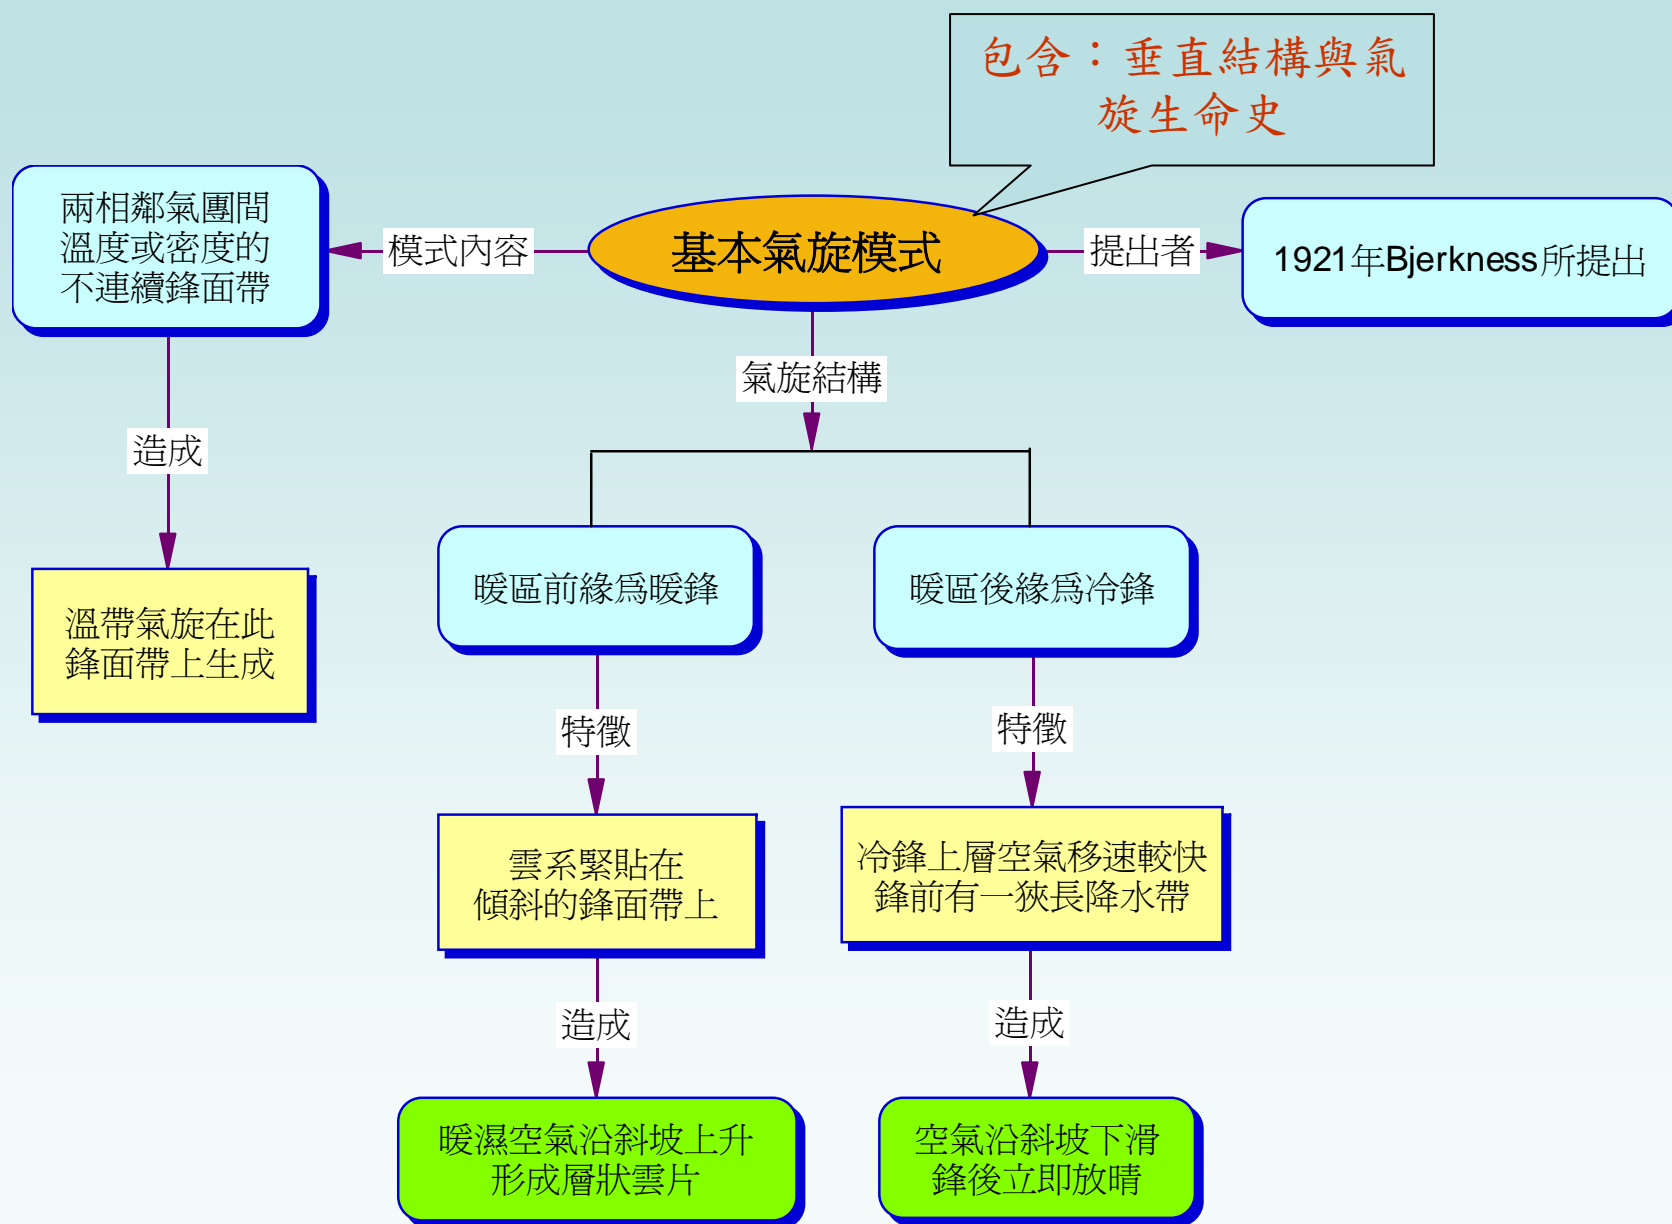 包含：垂直結構與氣
旋生命史
兩相鄰氣團間
溫度或密度的
不連續鋒面帶
模式內容
基本氣旋模式
提出者
1921年Bjerkness所提出
氣旋結構
造成
溫帶氣旋在此
鋒面帶上生成
暖區前緣爲暖鋒
暖區後緣爲冷鋒
特徵
特徵
雲系緊貼在
傾斜的鋒面帶上
冷鋒上層空氣移速較快
鋒前有一狹長降水帶
造成
造成
暖濕空氣沿斜坡上升
形成層狀雲片
空氣沿斜坡下滑
鋒後立即放晴